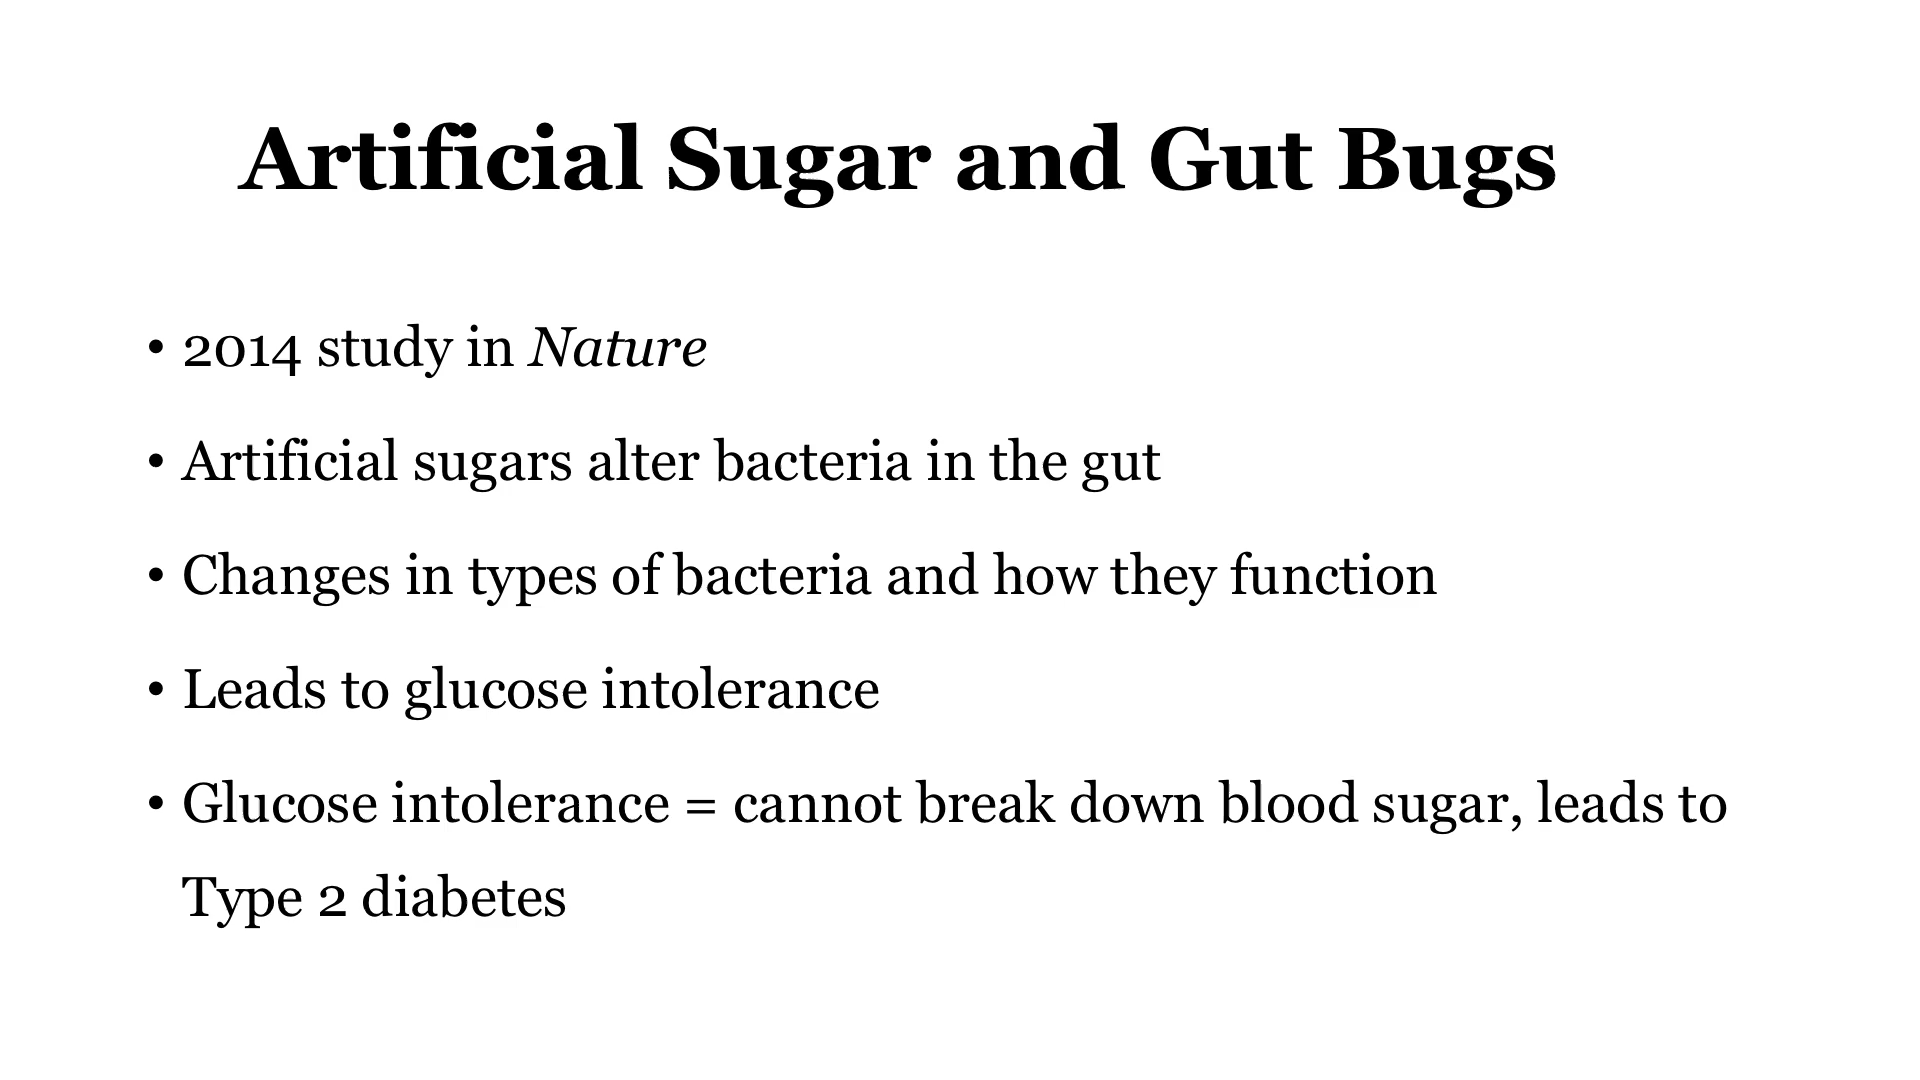 Artificial Sugar and Gut Bugs
• 2014 study in Nature
• Artificial sugars alter bacteria in the gut
• Changes in types of bacteria and how they function
• Leads to glucose intolerance
• Glucose intolerance = cannot break down blood sugar, leads to
Type 2 diabetes